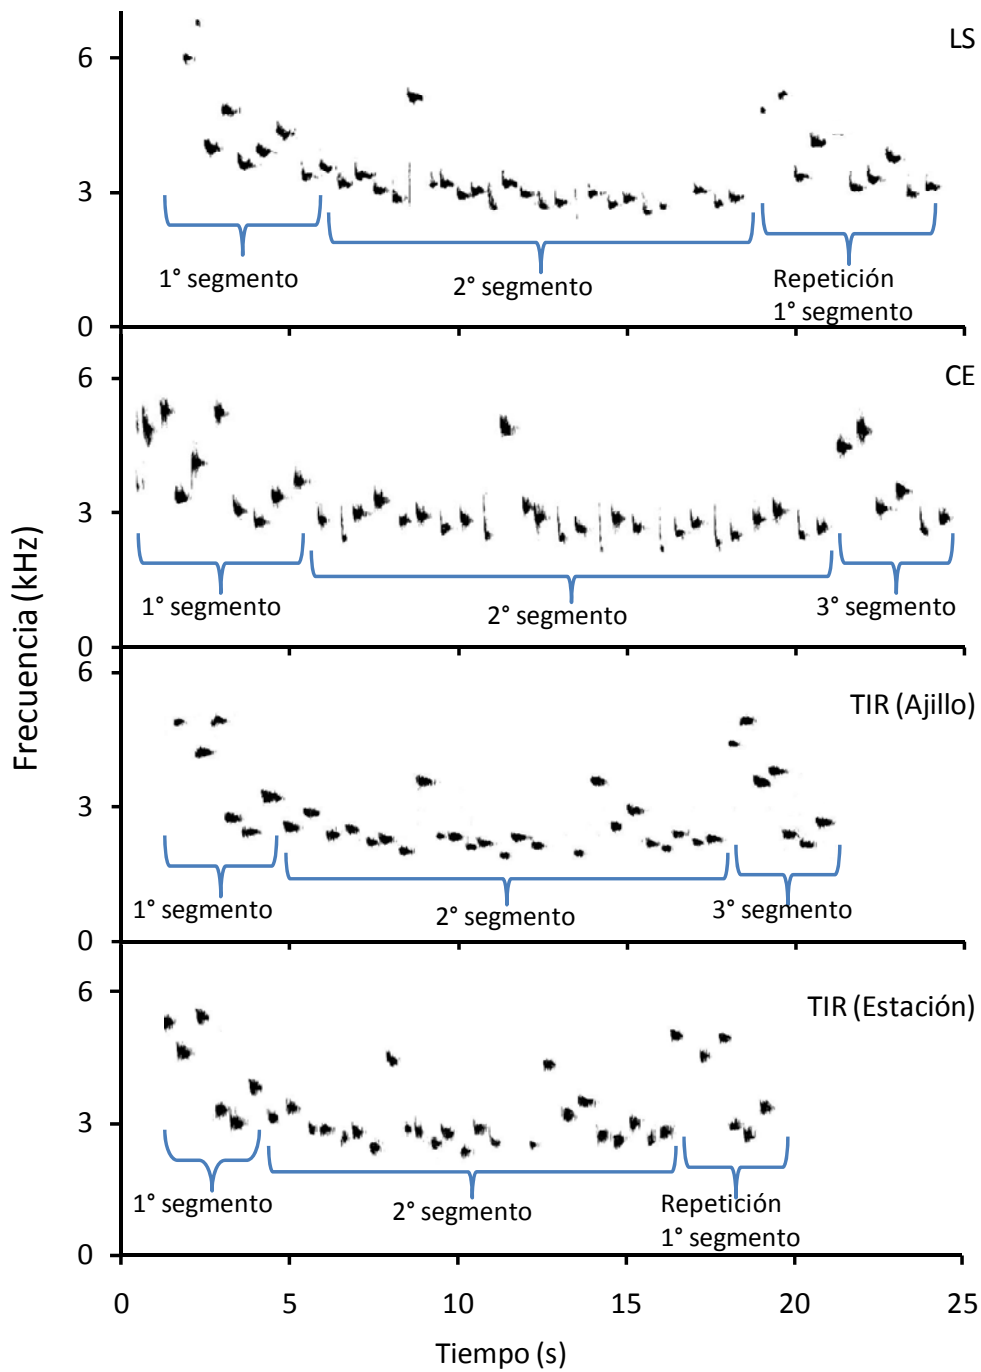 LS
6
3
0
1° segmento
2° segmento
Repetición
1° segmento
CE
6
3
0
1° segmento
2° segmento
3° segmento
TIR (Ajillo)
6
3
0
1° segmento
2° segmento
3° segmento
TIR (Estación)
6
3
0
1° segmento
2° segmento
Repetición
1° segmento
Frecuencia (kHz)
0 5 10 15 20 25
Tiempo (s)